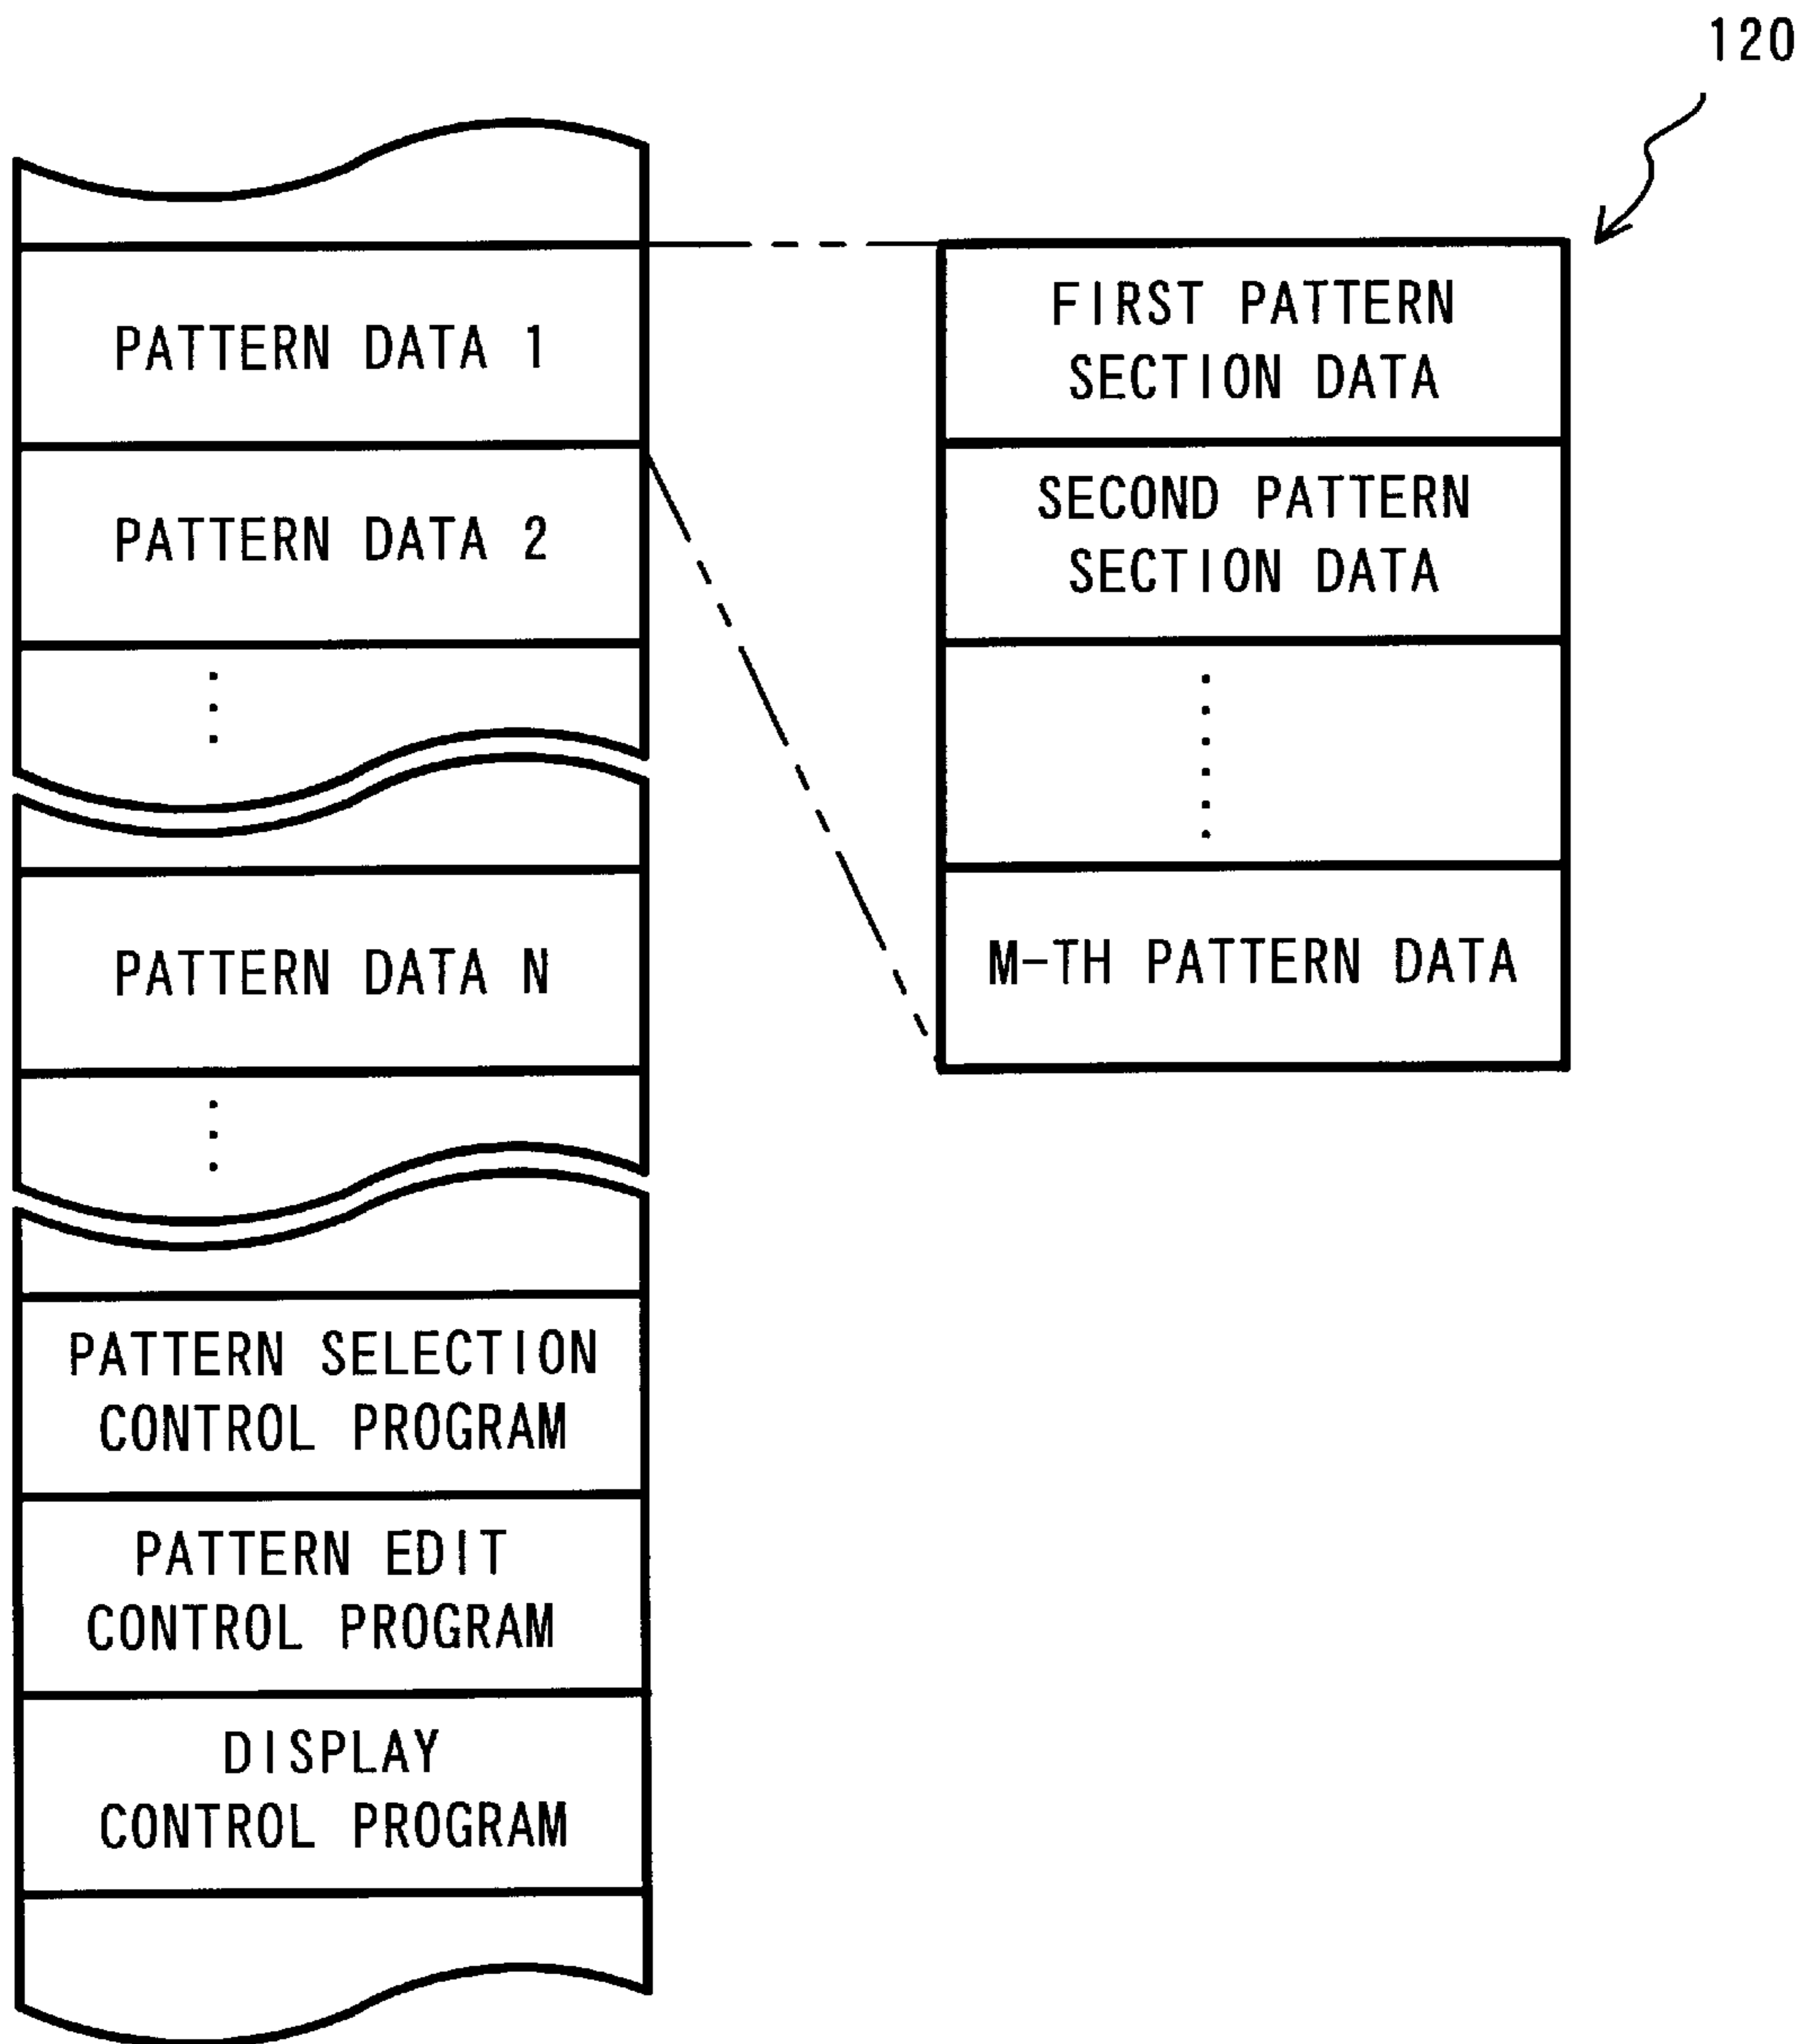 120
PATTERN DATA 1
PATTERN DATA 2
PATTERN DATA N
PATTERN SELECTION
CONTROL PROGRAM
PATTERN EDIT
CONTROL PROGRAM
DISPLAY
CONTROL PROGRAM
FIRST PATTERN
SECTION DATA
SECOND PATTERN
SECTION DATA
M-TH PATTERN DATA